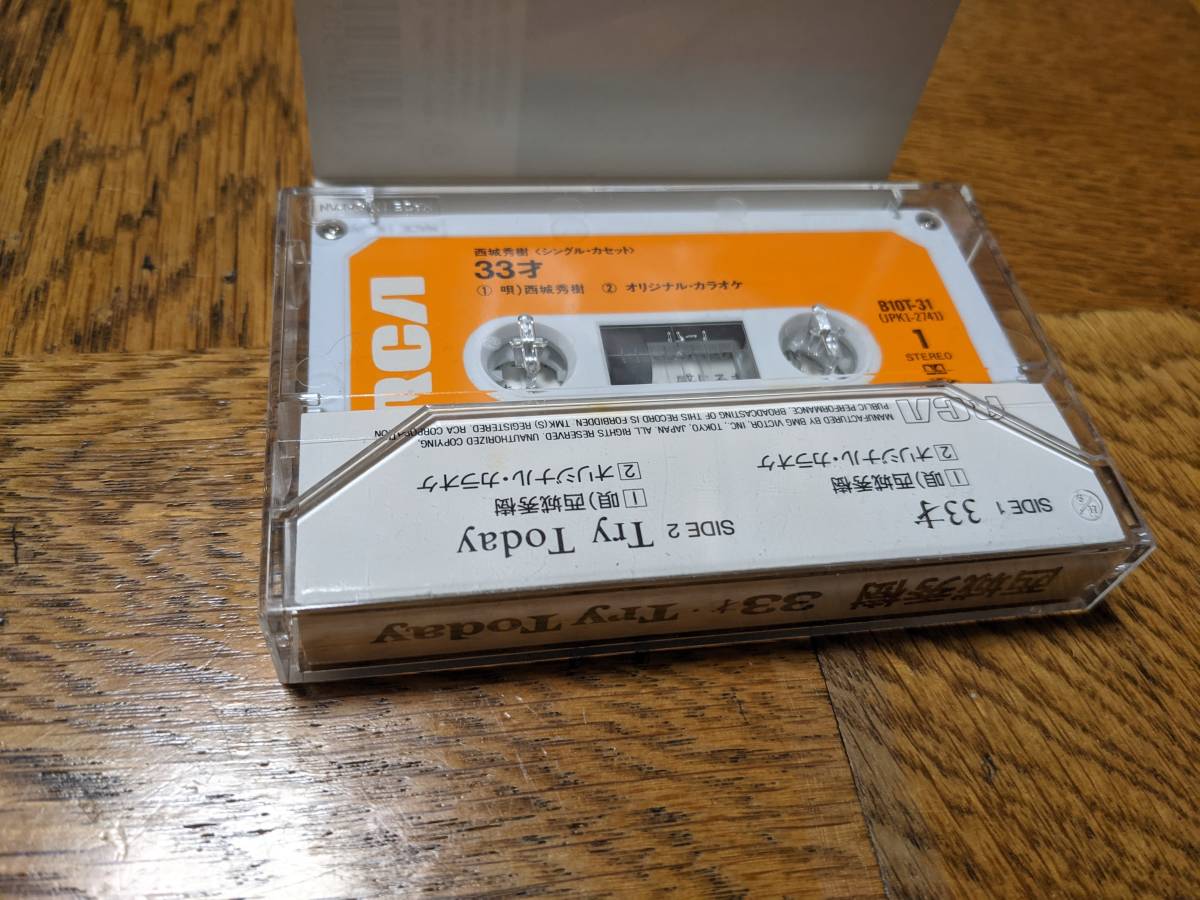 西城秀樹〈シングル・カセット〉
33才
① 唄)西城秀樹 ② オリジナル・カラオケ
RCA
B10T-31
(JPK1-2741)
1
STEREO
RCA
MANUFACTURED BY BMG VICTOR, INC., TOKYO, JAPAN. ALL RIGHTS RESERVED. UNAUTHORIZED COPYING,
PUBLIC PERFORMANCE, BROADCASTING OF THIS RECORD IS FORBIDDEN. TMK(S) REGISTERED. RCA CORPORATION
SIDE 1 33才
1 唄)西城秀樹
2 オリジナル・カラオケ
SIDE 2 Try Today
1 唄)西城秀樹
2 オリジナル・カラオケ
西城秀樹 33才・Try Today